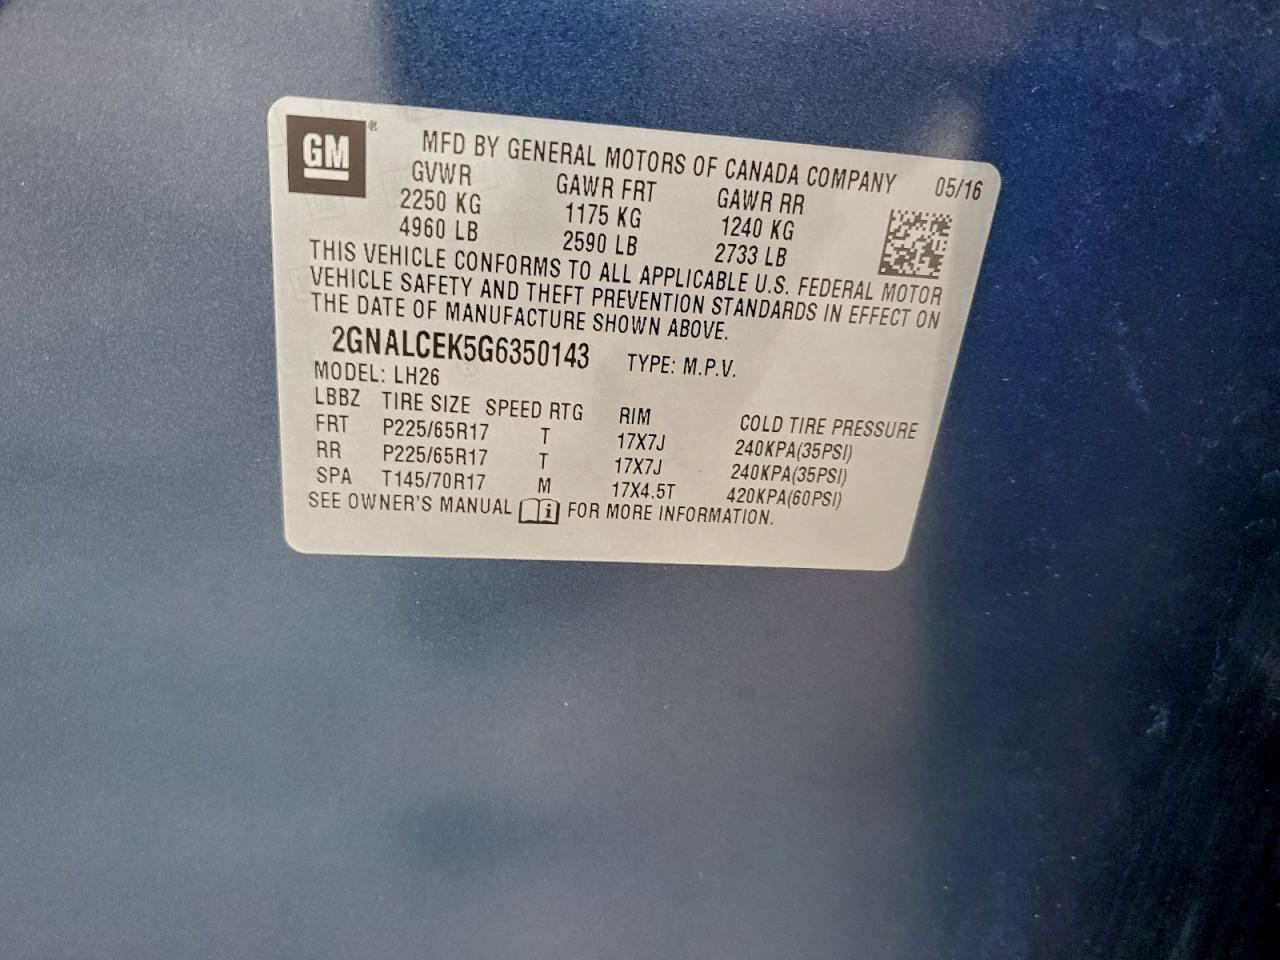 GM ®
MFD BY GENERAL MOTORS OF CANADA COMPANY 05/16
GVWR GAWR FRT GAWR RR
2250 KG 1175 KG 1240 KG
4960 LB 2590 LB 2733 LB
THIS VEHICLE CONFORMS TO ALL APPLICABLE U.S. FEDERAL MOTOR
VEHICLE SAFETY AND THEFT PREVENTION STANDARDS IN EFFECT ON
THE DATE OF MANUFACTURE SHOWN ABOVE.
2GNALCEK5G6350143 TYPE: M.P.V.
MODEL: LH26
LBBZ TIRE SIZE SPEED RTG RIM COLD TIRE PRESSURE
FRT P225/65R17 T 17X7J 240KPA(35PSI)
RR P225/65R17 T 17X7J 240KPA(35PSI)
SPA T145/70R17 M 17X4.5T 420KPA(60PSI)
SEE OWNER'S MANUAL i FOR MORE INFORMATION.